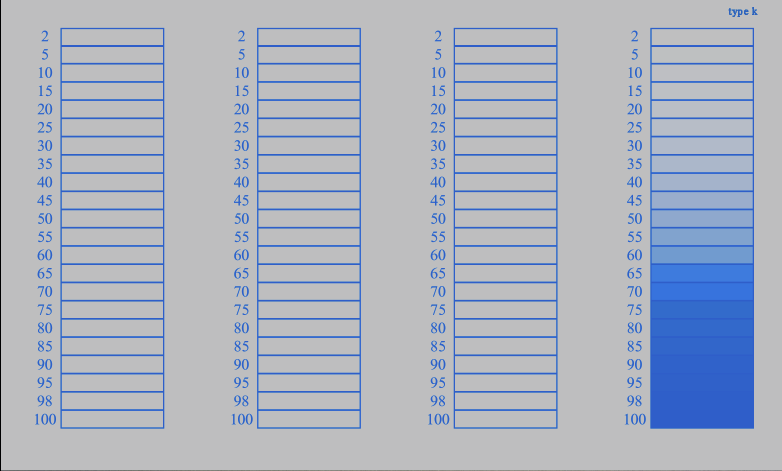 type k
2 2 2 2
5 5 5 5
10 10 10 10
15 15 15 15
20 20 20 20
25 25 25 25
30 30 30 30
35 35 35 35
40 40 40 40
45 45 45 45
50 50 50 50
55 55 55 55
60 60 60 60
65 65 65 65
70 70 70 70
75 75 75 75
80 80 80 80
85 85 85 85
90 90 90 90
95 95 95 95
98 98 98 98
100 100 100 100